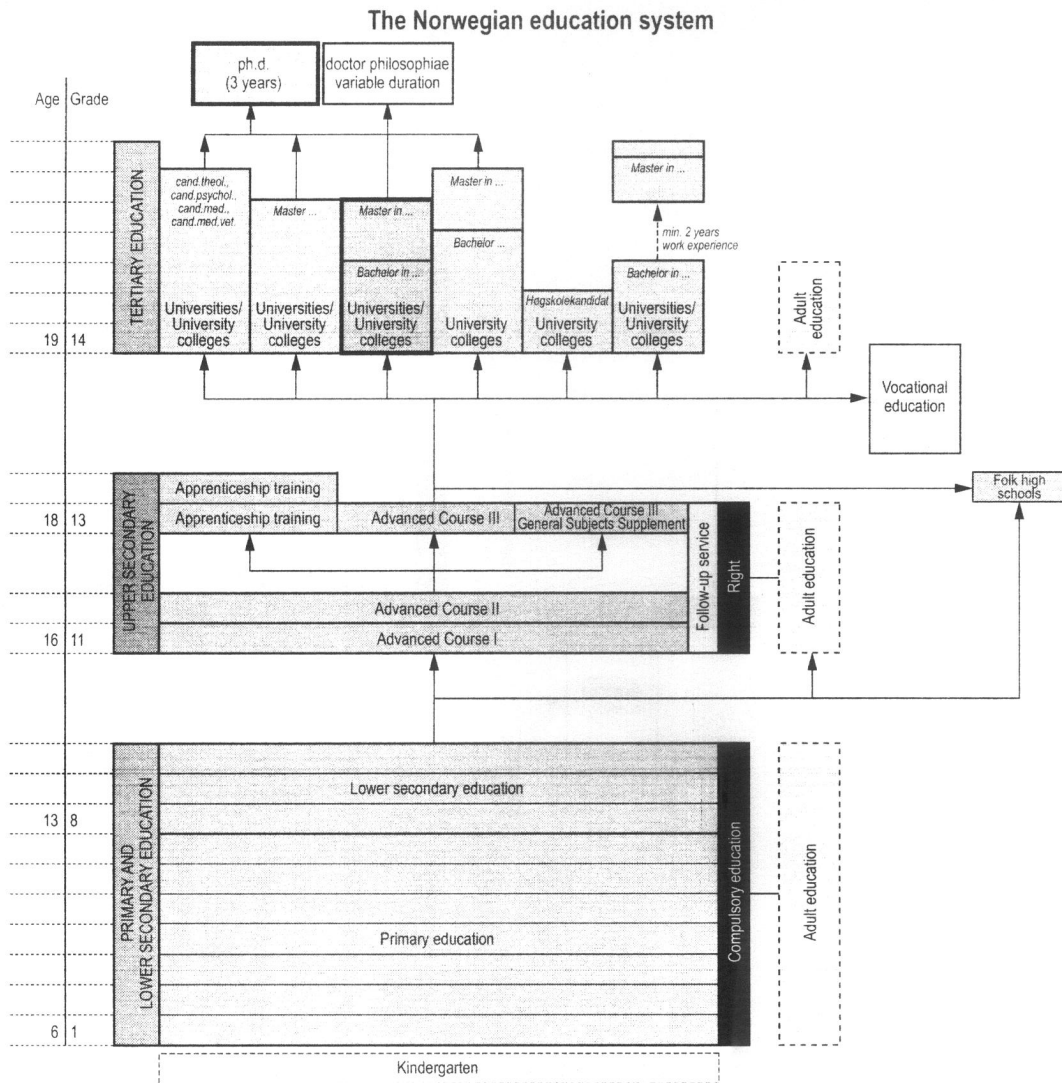 The Norwegian education system
ph.d.
(3 years)
doctor philosophiae
variable duration
Age
Grade
TERTIARY EDUCATION
cand.theol.,
cand.psychol..
cand.med.,
cand.med.vet.
Universities/
University
colleges
Master ...
Universities/
University
colleges
Master in ...
Bachelor in ...
Universities/
University
colleges
Master in ...
Bachelor ...
University
colleges
Høgskolekandidat
University
colleges
Master in ...
min. 2 years
work experience
Bachelor in ...
Universities/
University
colleges
Adult
education
19 14
Vocational
education
Folk high
schools
UPPER SECONDARY
EDUCATION
Apprenticeship training
18 13
Apprenticeship training
Advanced Course III
Advanced Course III
General Subjects Supplement
Advanced Course II
16 11
Advanced Course I
Follow-up service
Right
Adult education
PRIMARY AND
LOWER SECONDARY EDUCATION
Lower secondary education
13 8
Primary education
6 1
Compulsory education
Adult education
Kindergarten